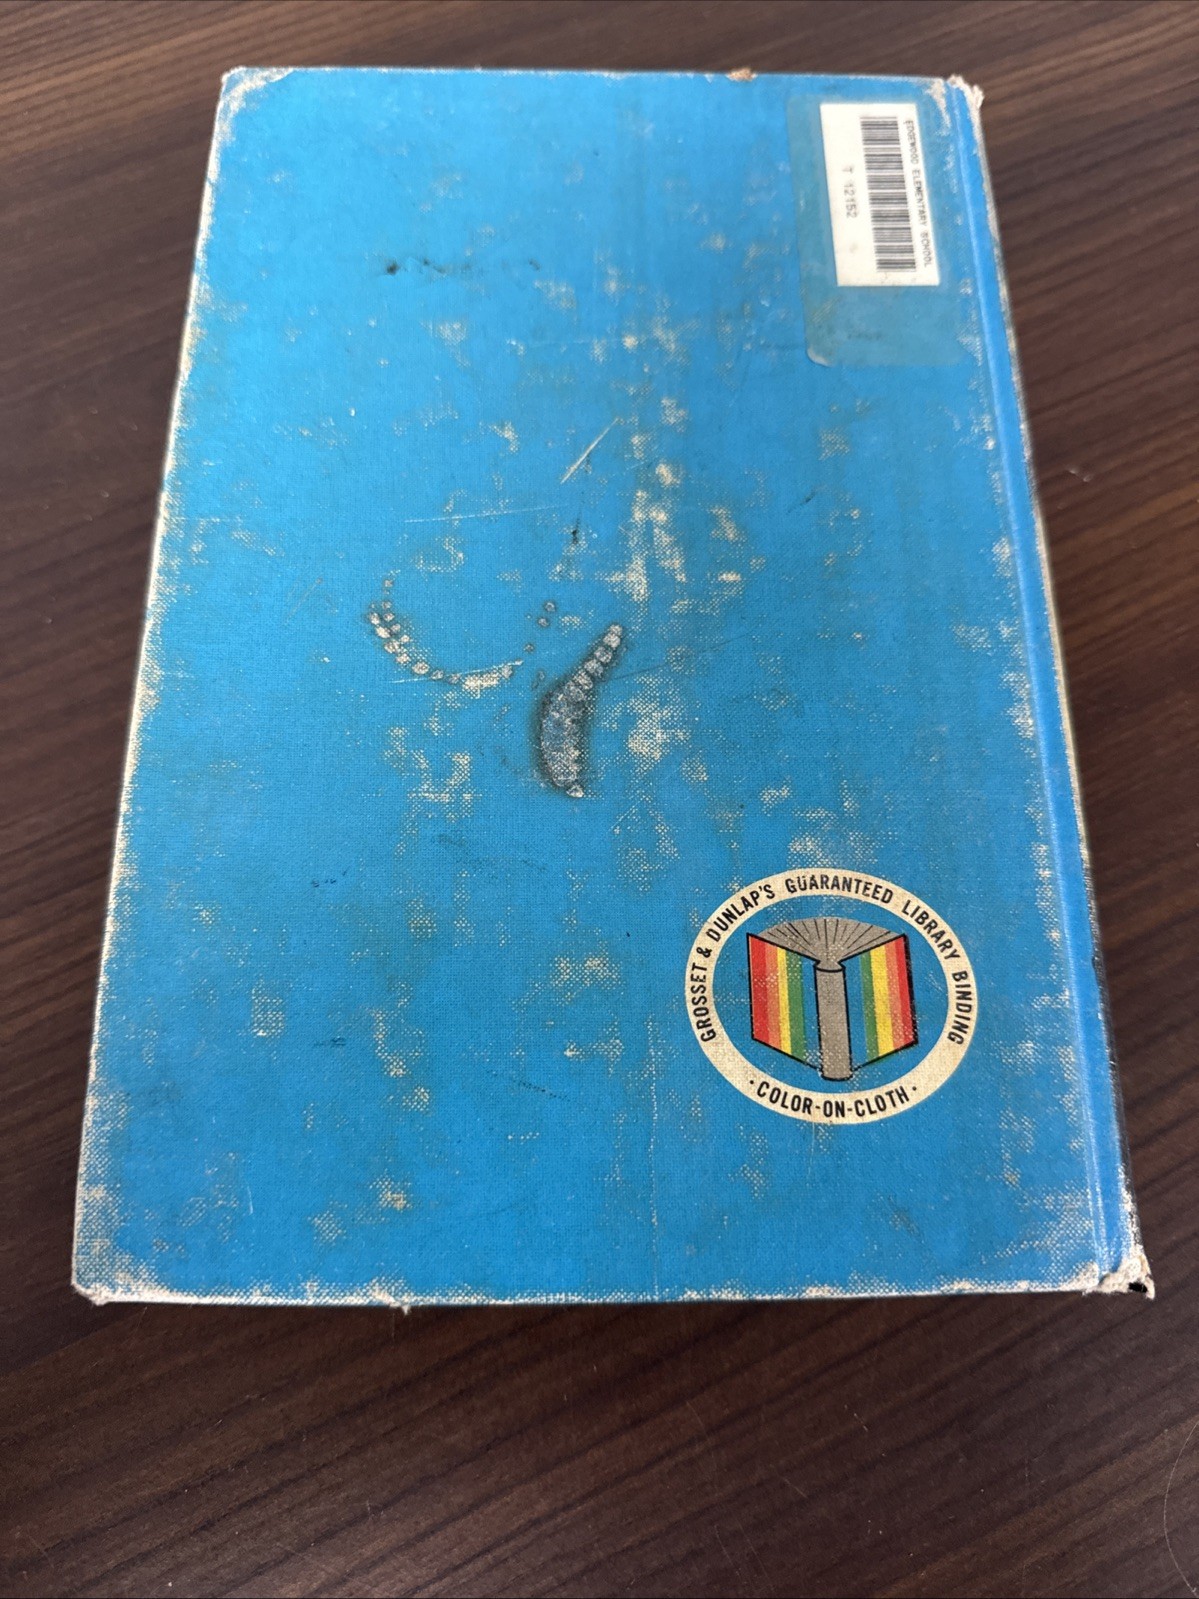 EDGEWOOD ELEMENTARY SCHOOL
T 12152
GROSSET & DUNLAP'S GUARANTEED LIBRARY BINDING
· COLOR-ON-CLOTH ·